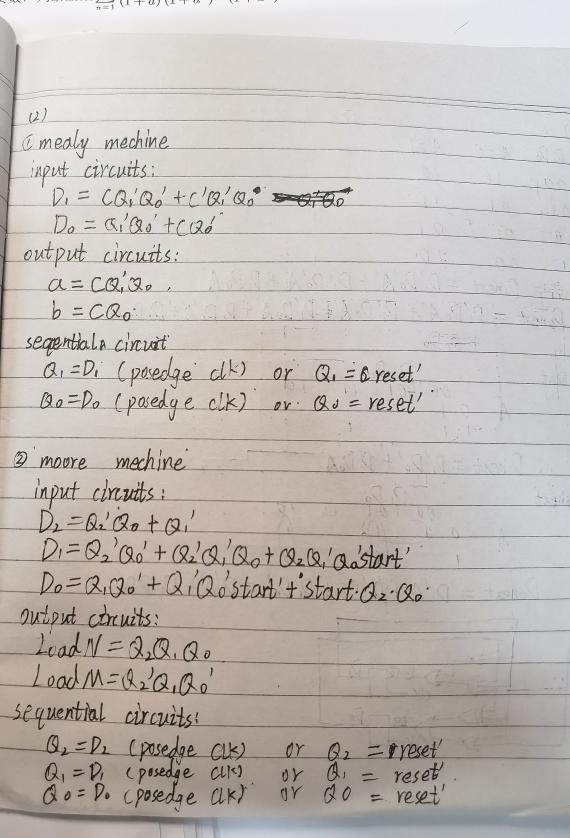 (2)
① mealy mechine
input circuits:
D₁ = CQ₁'Q₀' + C'Q₁'Q₀
D₀ = Q₁'Q₀' + CQ₀'
output circuits:
a = CQ₁'Q₀.
b = CQ₀.
seqential circuit
Q₁=D₁ (posedge clk) or Q₁ = reset'
Q₀=D₀ (posedge clk) or Q₀ = reset'
② moore mechine
input circuits:
D₂ = Q₂'Q₀ + Q₁'
D₁ = Q₂'Q₀' + Q₂'Q₁'Q₀ + Q₂Q₁'Q₀'start'
D₀ = Q₁Q₀' + Q₁'Q₀'start' + start·Q₂·Q₀·
output circuits:
Load N = Q₂Q₁Q₀
Load M = Q₂'Q₁Q₀'
sequential circuits:
Q₂ = D₂ (posedge clk) or Q₂ = reset'
Q₁ = D₁ (posedge clk) or Q₁ = reset'.
Q₀ = D₀ (posedge clk) or Q0 = reset'